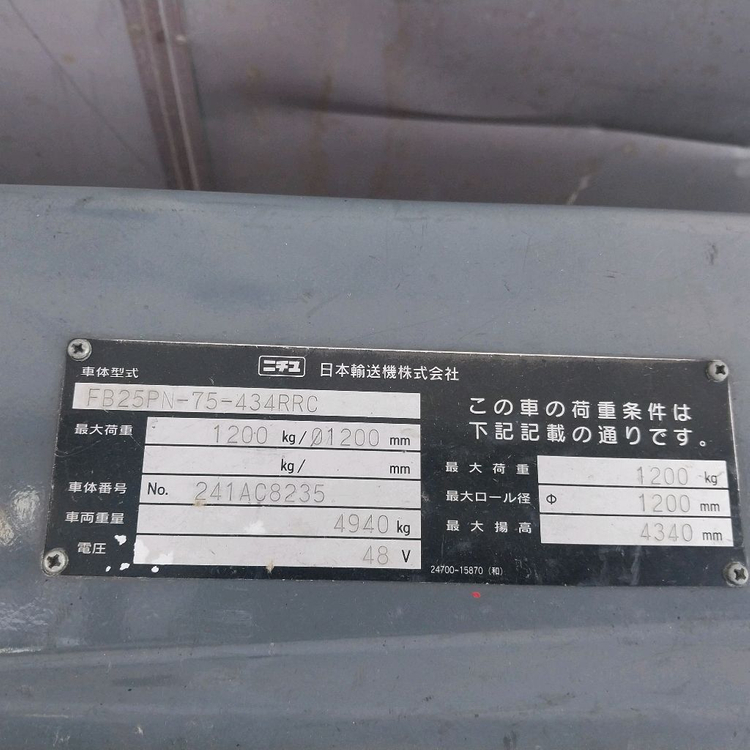 ニチユ 日本輸送機株式会社
車体型式
FB25PN-75-434RRC
最大荷重 1200 kg/Ø1200 mm
kg/ mm
車体番号 No. 241AC8235
車両重量 4940 kg
電圧 48 V
この車の荷重条件は
下記記載の通りです。
最大荷重 1200 kg
最大ロール径 Φ 1200 mm
最大揚高 4340 mm
24700-15870 (和)